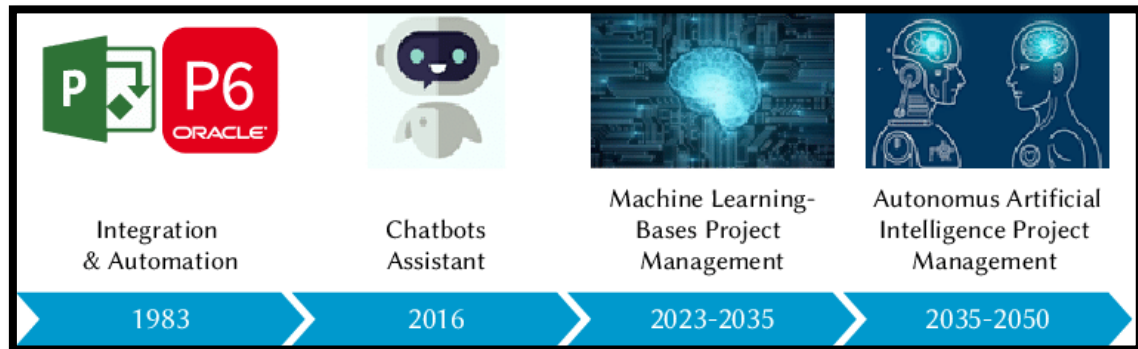 P
P6
ORACLE
Integration
& Automation
Chatbots
Assistant
Machine Learning-
Bases Project
Management
Autonomus Artificial
Intelligence Project
Management
1983
2016
2023-2035
2035-2050